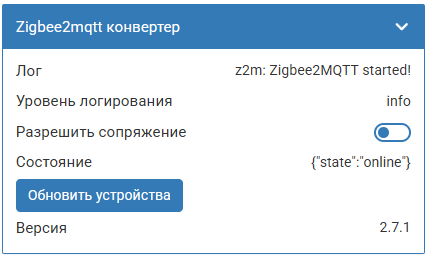 Zigbee2mqtt конвертер
Лог z2m: Zigbee2MQTT started!
Уровень логирования info
Разрешить сопряжение
Состояние {"state":"online"}
Обновить устройства
Версия 2.7.1